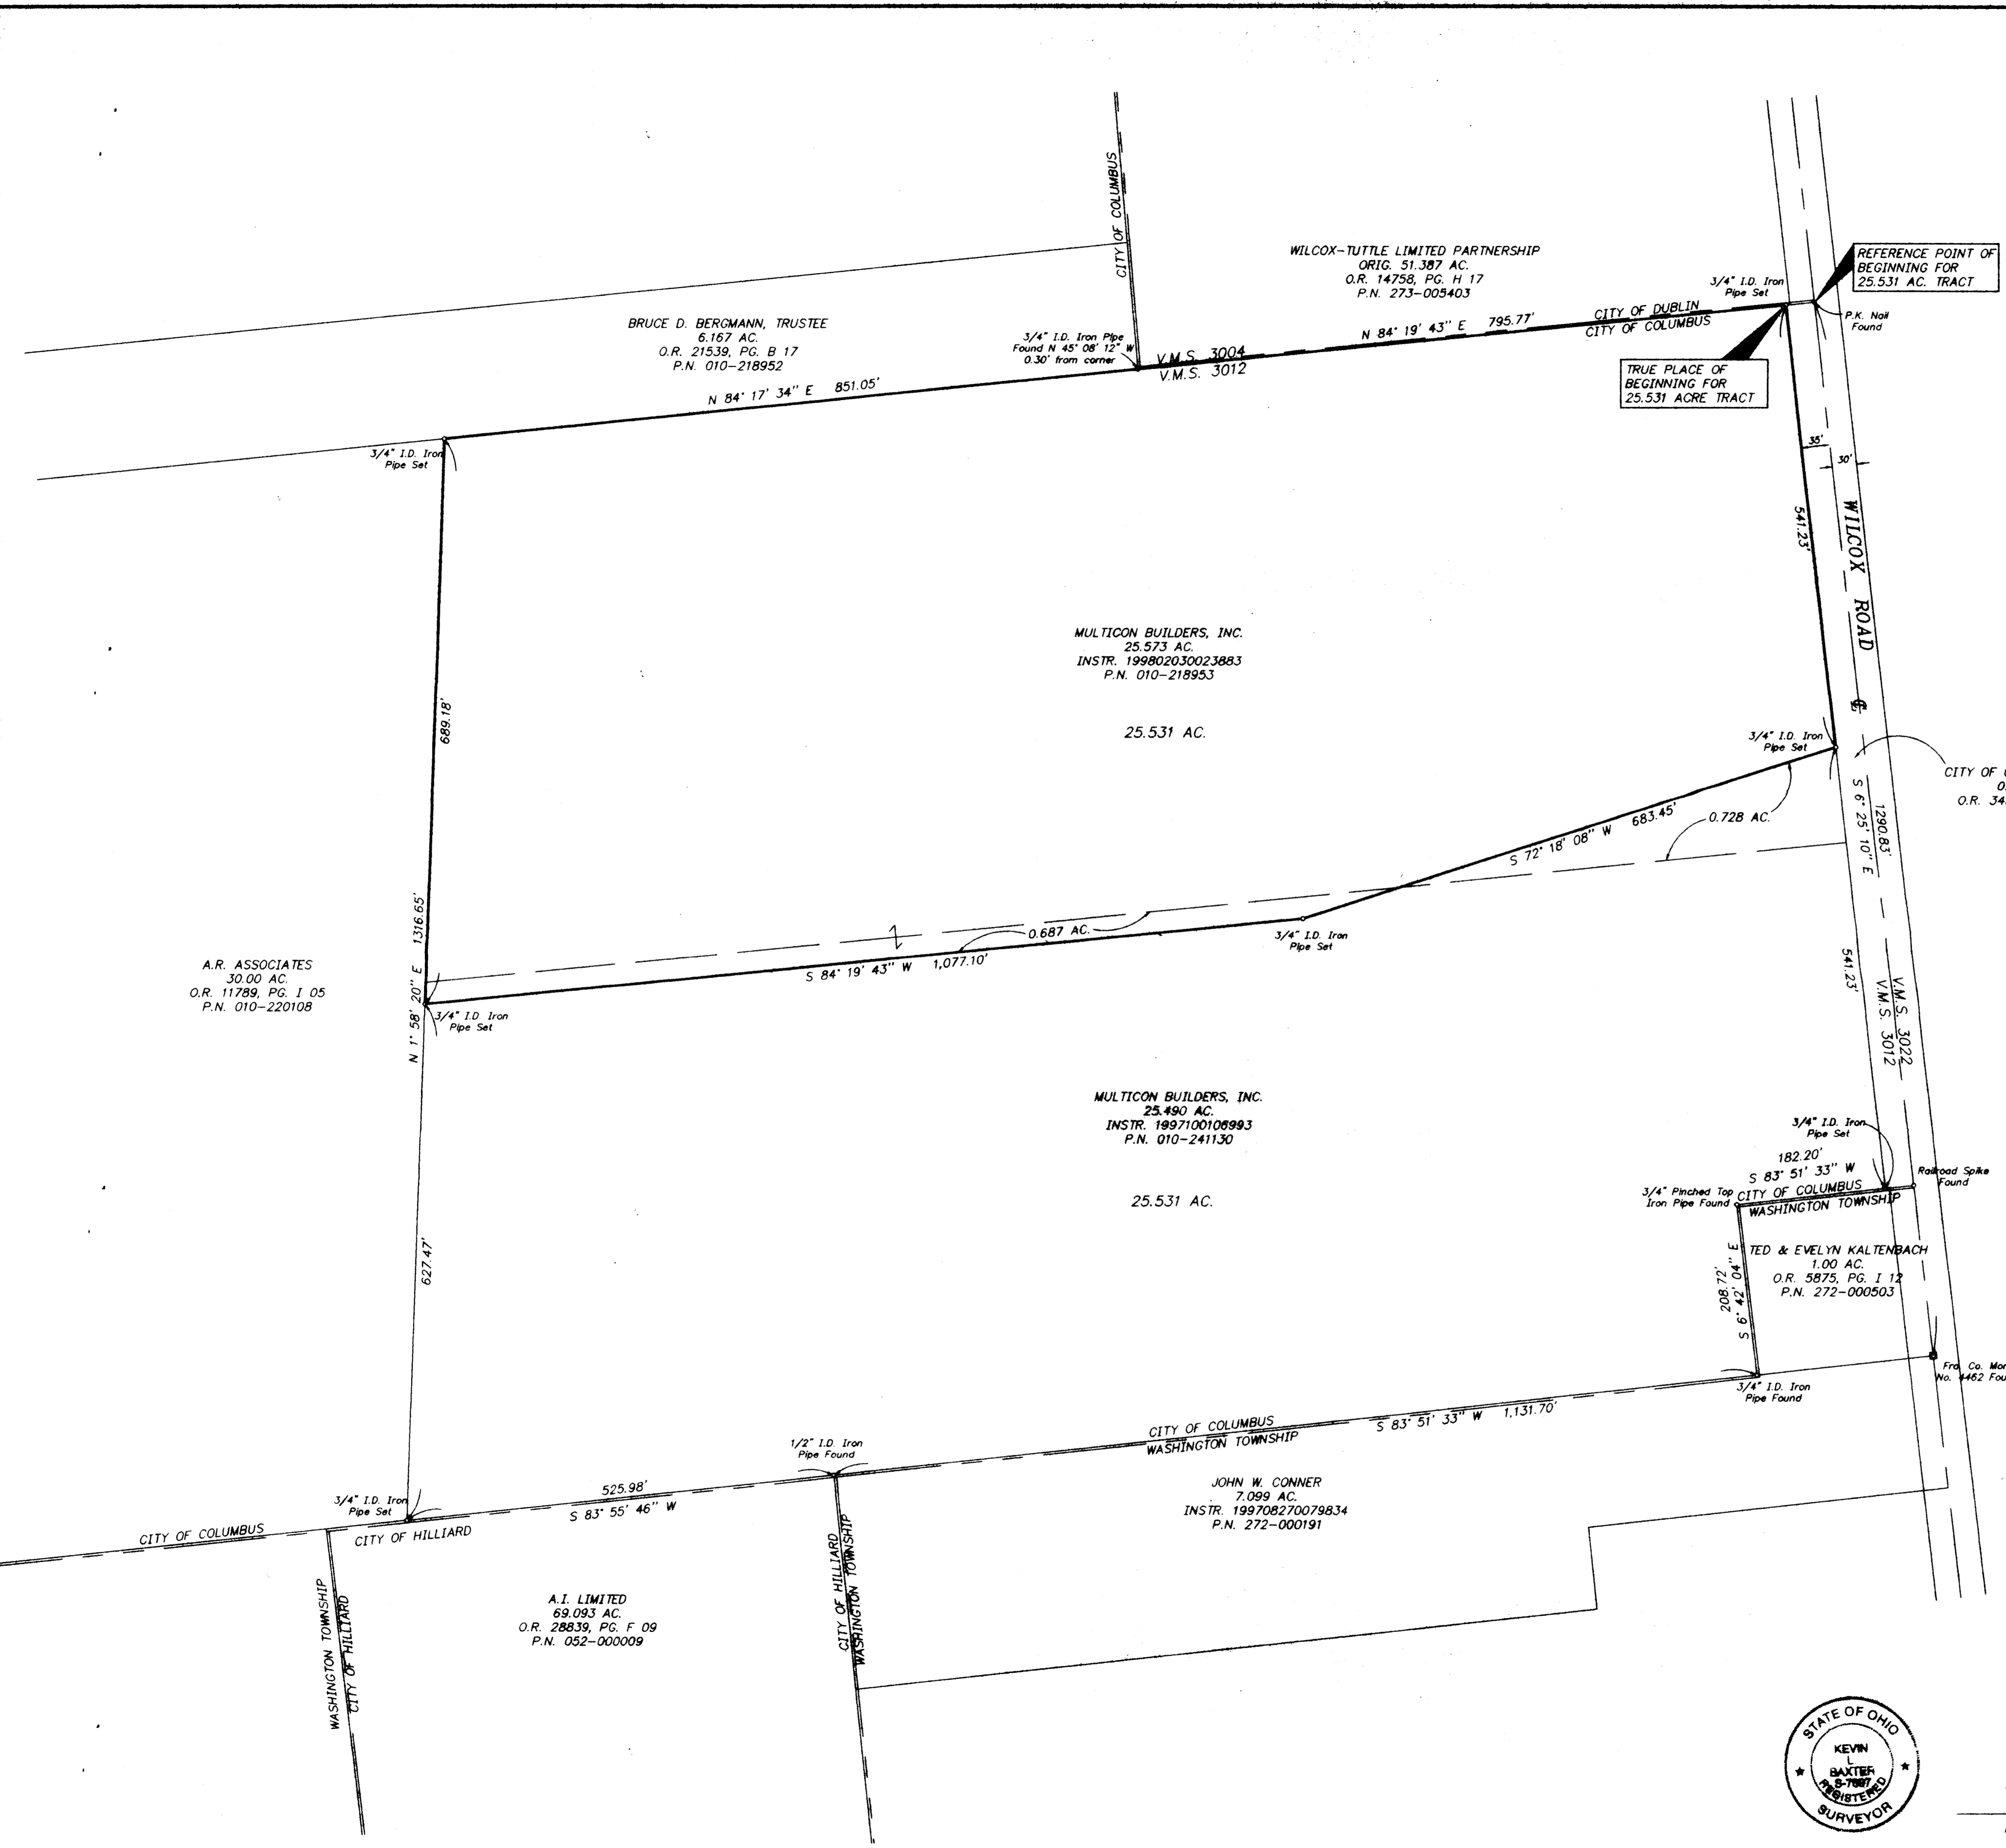 CITY OF COLUMBUS
WILCOX-TUTTLE LIMITED PARTNERSHIP
ORIG. 51.387 AC.
O.R. 14758, PG. H 17
P.N. 273-005403
3/4" I.D. Iron
Pipe Set
REFERENCE POINT OF
BEGINNING FOR
25.531 AC. TRACT
P.K. Nail
Found
BRUCE D. BERGMANN, TRUSTEE
6.167 AC.
O.R. 21539, PG. B 17
P.N. 010-218952
3/4" I.D. Iron Pipe
Found N 45° 08' 12" W
0.30' from corner
V.M.S. 3004
V.M.S. 3012
N 84° 19' 43" E 795.77'
CITY OF DUBLIN
CITY OF COLUMBUS
TRUE PLACE OF
BEGINNING FOR
25.531 ACRE TRACT
N 84° 17' 34" E 851.05'
3/4" I.D. Iron
Pipe Set
35'
30'
541.23'
WILCOX ROAD ℄
689.18'
MULTICON BUILDERS, INC.
25.573 AC.
INSTR. 199802030023883
P.N. 010-218953
25.531 AC.
3/4" I.D. Iron
Pipe Set
CITY OF
O.R. 34
S 6° 25' 10" E
1290.83'
S 72° 18' 08" W 683.45'
0.728 AC.
0.687 AC.
3/4" I.D. Iron
Pipe Set
S 84° 19' 43" W 1,077.10'
N 1° 58' 20" E 1316.65'
A.R. ASSOCIATES
30.00 AC.
O.R. 11789, PG. I 05
P.N. 010-220108
3/4" I.D. Iron
Pipe Set
541.23'
V.M.S. 3022
V.M.S. 3012
MULTICON BUILDERS, INC.
25.490 AC.
INSTR. 1997100106993
P.N. 010-241130
25.531 AC.
3/4" I.D. Iron
Pipe Set
182.20'
S 83° 51' 33" W
Railroad Spike
Found
3/4" Pinched Top
Iron Pipe Found
CITY OF COLUMBUS
WASHINGTON TOWNSHIP
TED & EVELYN KALTENBACH
1.00 AC.
O.R. 5875, PG. I 12
P.N. 272-000503
208.72'
S 6° 42' 04" E
627.47'
Fra. Co.
No. 4462
3/4" I.D. Iron
Pipe Found
CITY OF COLUMBUS
WASHINGTON TOWNSHIP
S 83° 51' 33" W 1,131.70'
1/2" I.D. Iron
Pipe Found
JOHN W. CONNER
7.099 AC.
INSTR. 199708270079834
P.N. 272-000191
525.98'
S 83° 55' 46" W
3/4" I.D. Iron
Pipe Set
CITY OF COLUMBUS
CITY OF HILLIARD
WASHINGTON TOWNSHIP
CITY OF HILLIARD
A.I. LIMITED
69.093 AC.
O.R. 28839, PG. F 09
P.N. 052-000009
CITY OF HILLIARD
WASHINGTON TOWNSHIP
STATE OF OHIO
KEVIN
L
BAXTER
REGISTERED
SURVEYOR